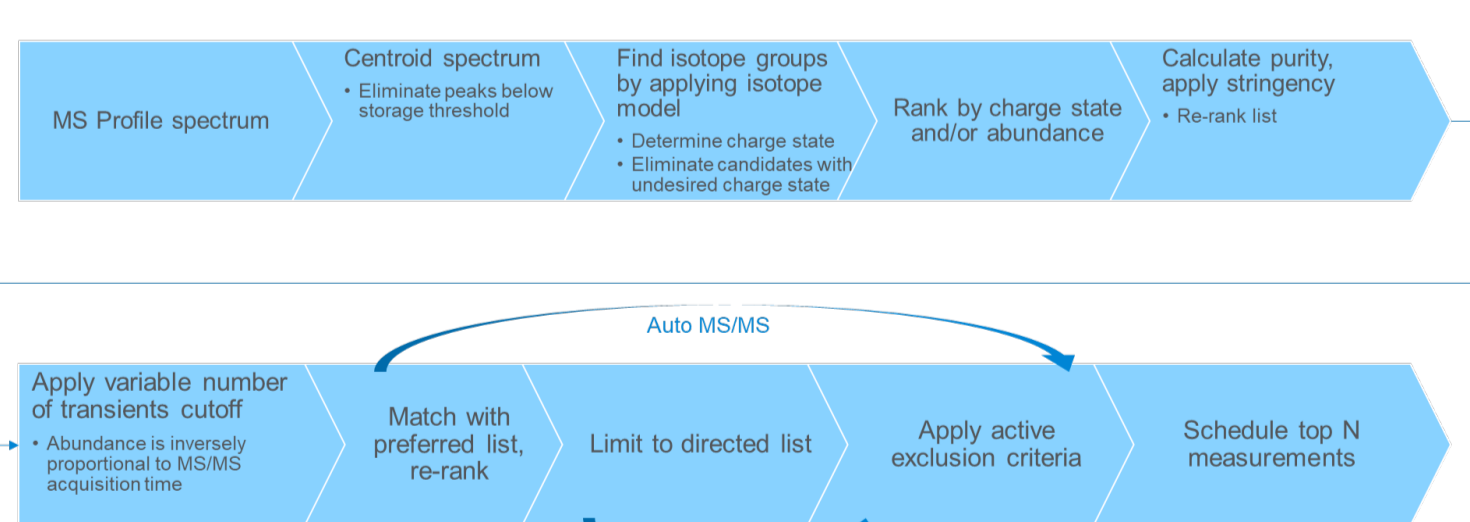 MS Profile spectrum
Centroid spectrum
• Eliminate peaks below
storage threshold
Find isotope groups
by applying isotope
model
• Determine charge state
• Eliminate candidates with
undesired charge state
Rank by charge state
and/or abundance
Calculate purity,
apply stringency
• Re-rank list
Auto MS/MS
Apply variable number
of transients cutoff
• Abundance is inversely
proportional to MS/MS
acquisition time
Match with
preferred list,
re-rank
Limit to directed list
Apply active
exclusion criteria
Schedule top N
measurements